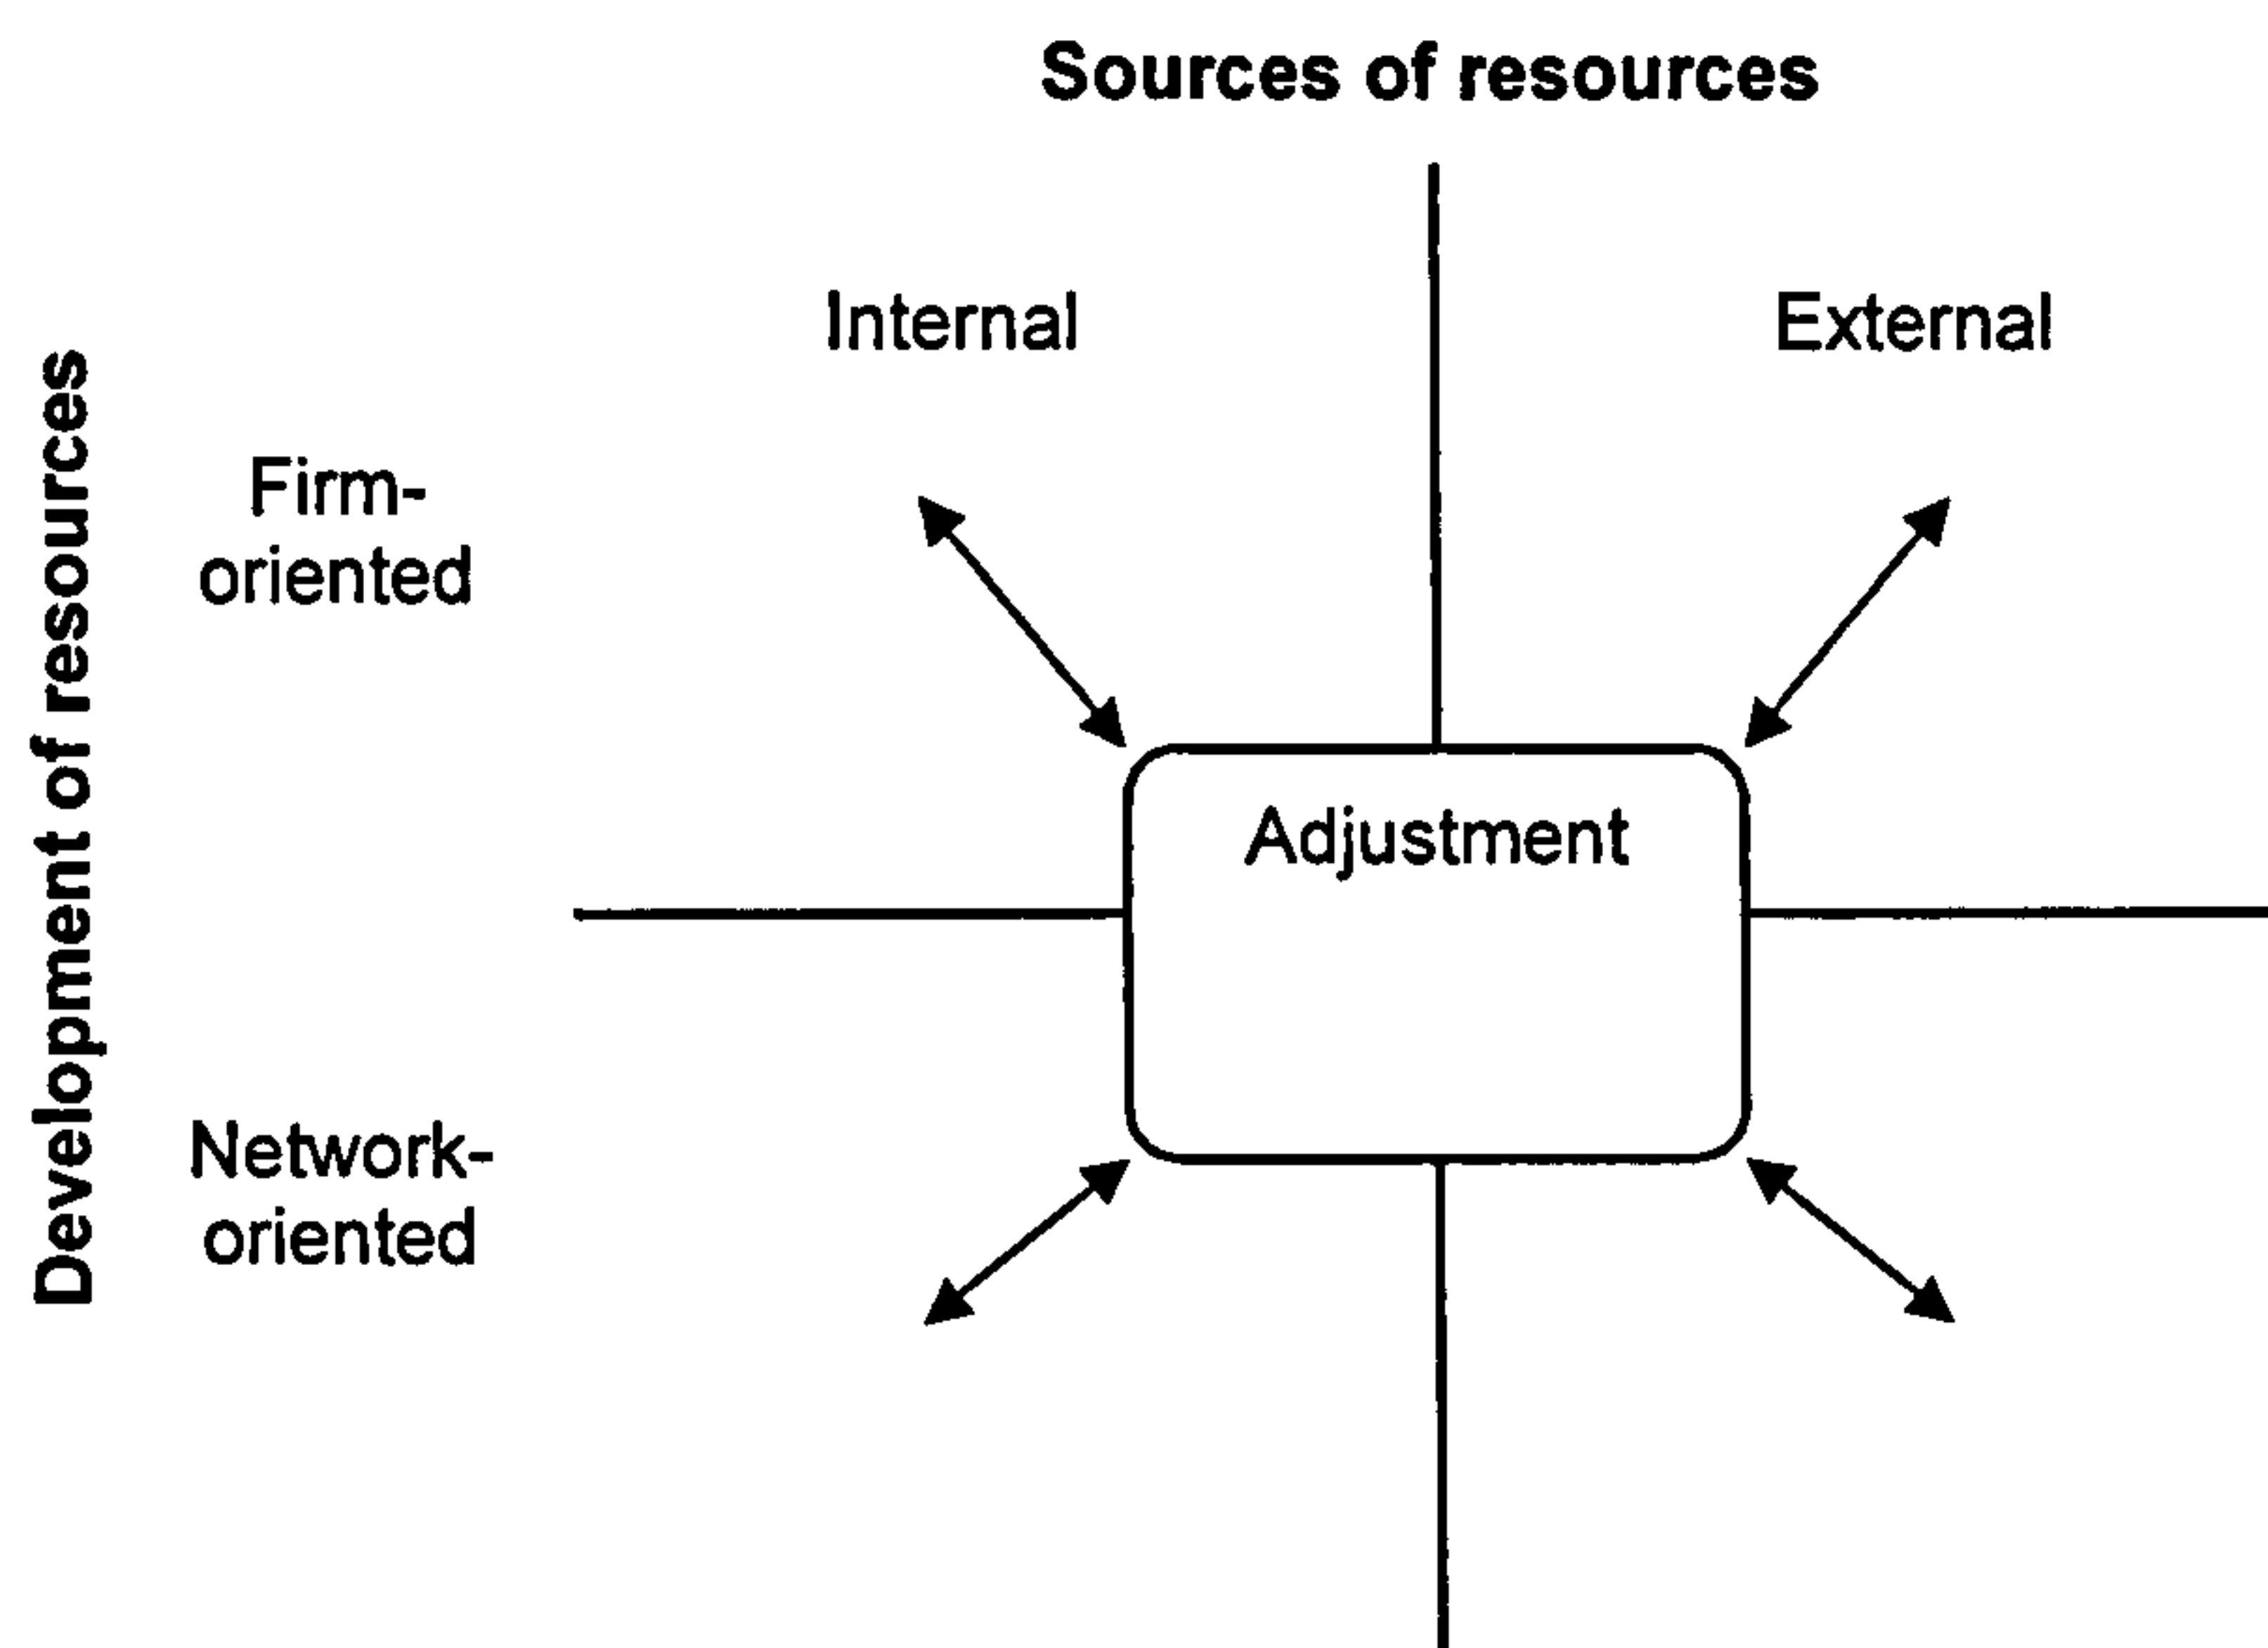 Sources of resources
Internal
External
Development of resources
Firm-
oriented
Adjustment
Network-
oriented